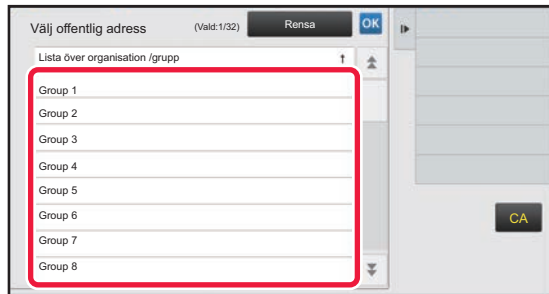 Välj offentlig adress (Vald:1/32) Rensa OK
Lista över organisation /grupp ↑
Group 1
Group 2
Group 3
Group 4
Group 5
Group 6
Group 7
Group 8
CA